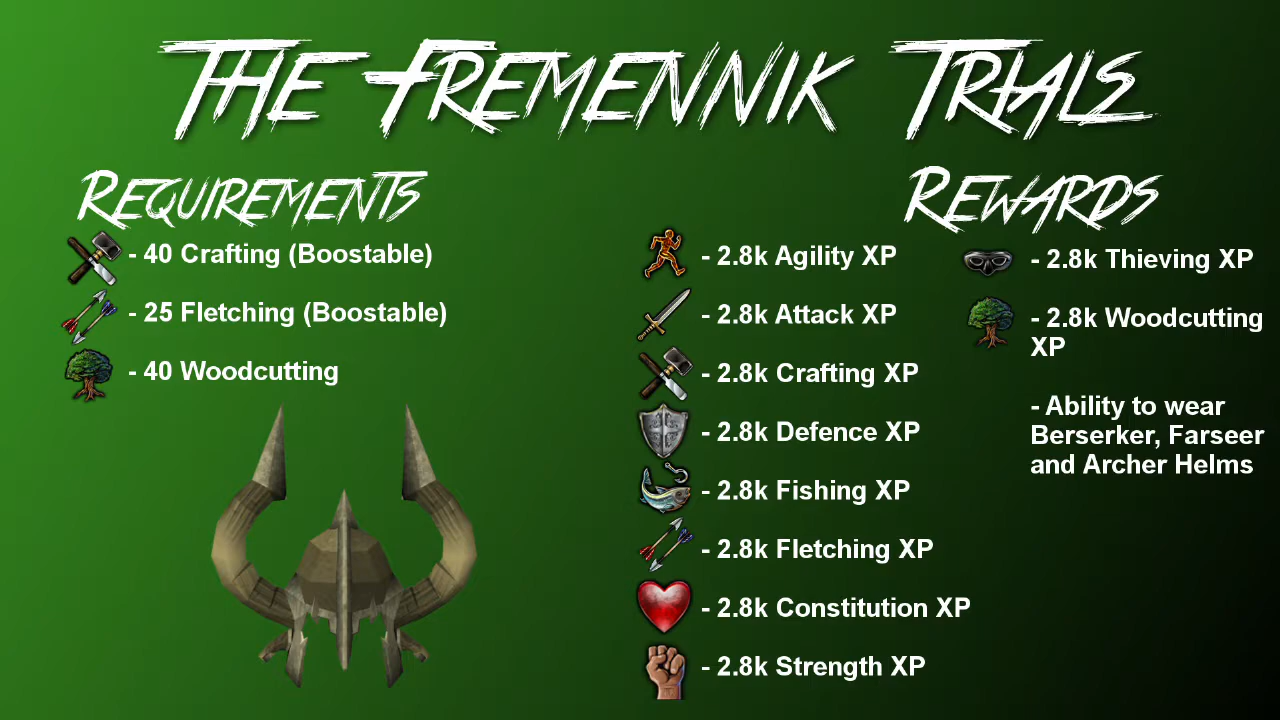 The Fremennik Trials
Requirements
- 40 Crafting (Boostable)
- 25 Fletching (Boostable)
- 40 Woodcutting
Rewards
- 2.8k Agility XP
- 2.8k Attack XP
- 2.8k Crafting XP
- 2.8k Defence XP
- 2.8k Fishing XP
- 2.8k Fletching XP
- 2.8k Constitution XP
- 2.8k Strength XP
- 2.8k Thieving XP
- 2.8k Woodcutting
XP
- Ability to wear
Berserker, Farseer
and Archer Helms